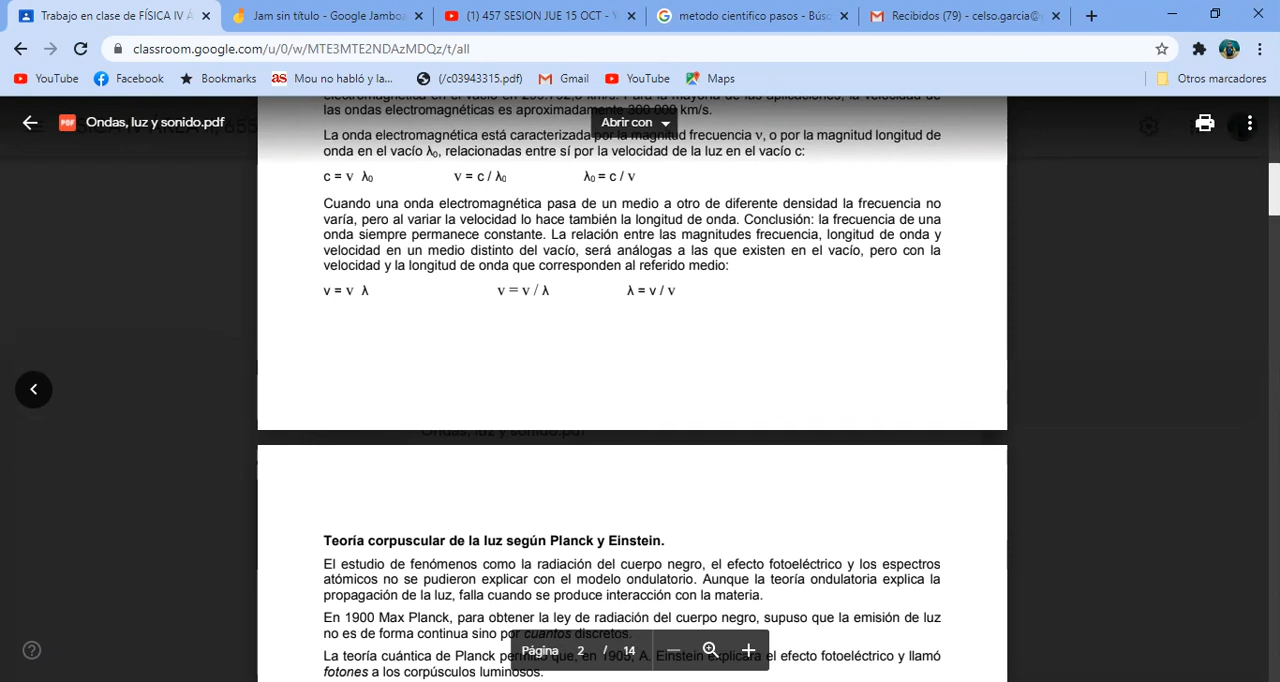 Trabajo en clase de FÍSICA IV Á
Jam sin título - Google Jamboa
(1) 457 SESION JUE 15 OCT - Y
metodo cientifico pasos - Búsq
Recibidos (79) - celso.garcia@
classroom.google.com/u/0/w/MTE3MTE2NDAzMDQz/t/all
YouTube
Facebook
Bookmarks
as Mou no habló y la...
(/c03943315.pdf)
Gmail
YouTube
Maps
Otros marcadores
las ondas electromagnéticas es aproximadamente 300 000 km/s.
PDF Ondas, luz y sonido.pdf
Abrir con
La onda electromagnética está caracterizada por la magnitud frecuencia ν, o por la magnitud longitud de
onda en el vacío λ₀, relacionadas entre sí por la velocidad de la luz en el vacío c:
c = ν λ₀ ν = c / λ₀ λ₀ = c / ν
Cuando una onda electromagnética pasa de un medio a otro de diferente densidad la frecuencia no
varía, pero al variar la velocidad lo hace también la longitud de onda. Conclusión: la frecuencia de una
onda siempre permanece constante. La relación entre las magnitudes frecuencia, longitud de onda y
velocidad en un medio distinto del vacío, será análogas a las que existen en el vacío, pero con la
velocidad y la longitud de onda que corresponden al referido medio:
v = ν λ ν = v / λ λ = v / ν
Ondas, luz y sonido.pdf
Teoría corpuscular de la luz según Planck y Einstein.
El estudio de fenómenos como la radiación del cuerpo negro, el efecto fotoeléctrico y los espectros
atómicos no se pudieron explicar con el modelo ondulatorio. Aunque la teoría ondulatoria explica la
propagación de la luz, falla cuando se produce interacción con la materia.
En 1900 Max Planck, para obtener la ley de radiación del cuerpo negro, supuso que la emisión de luz
no es de forma continua sino por cuantos discretos.
Página 2 / 14
La teoría cuántica de Planck permitió que, en 1905, A. Einstein explicara el efecto fotoeléctrico y llamó
fotones a los corpúsculos luminosos.